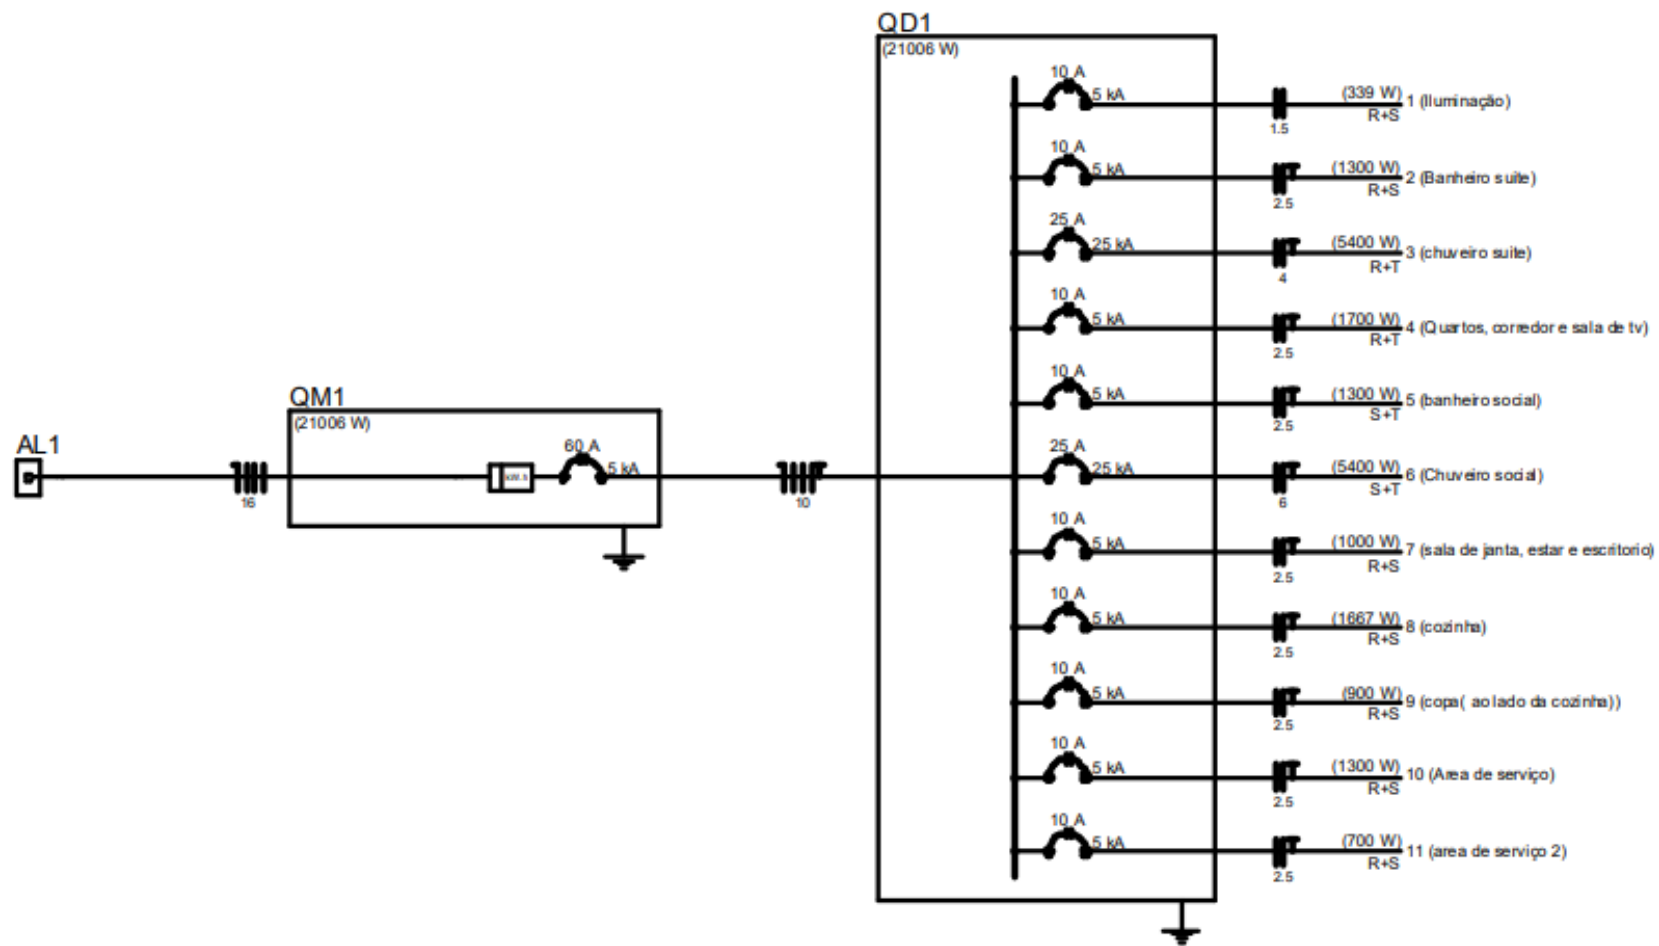 QD1
(21006 W)
10 A
5 kA
1.5
(339 W)
R+S
1 (Iluminação)
10 A
5 kA
2.5
(1300 W)
R+S
2 (Banheiro suite)
25 A
25 kA
4
(5400 W)
R+T
3 (chuveiro suite)
10 A
5 kA
2.5
(1700 W)
R+T
4 (Quartos, corredor e sala de tv)
10 A
5 kA
2.5
(1300 W)
S+T
5 (banheiro social)
QM1
(21006 W)
AL1
16
60 A
5 kA
10
25 A
25 kA
6
(5400 W)
S+T
6 (Chuveiro social)
10 A
5 kA
2.5
(1000 W)
R+S
7 (sala de janta, estar e escritorio)
10 A
5 kA
2.5
(1667 W)
R+S
8 (cozinha)
10 A
5 kA
2.5
(900 W)
R+S
9 (copa( ao lado da cozinha))
10 A
5 kA
2.5
(1300 W)
R+S
10 (Area de serviço)
10 A
5 kA
2.5
(700 W)
R+S
11 (area de serviço 2)